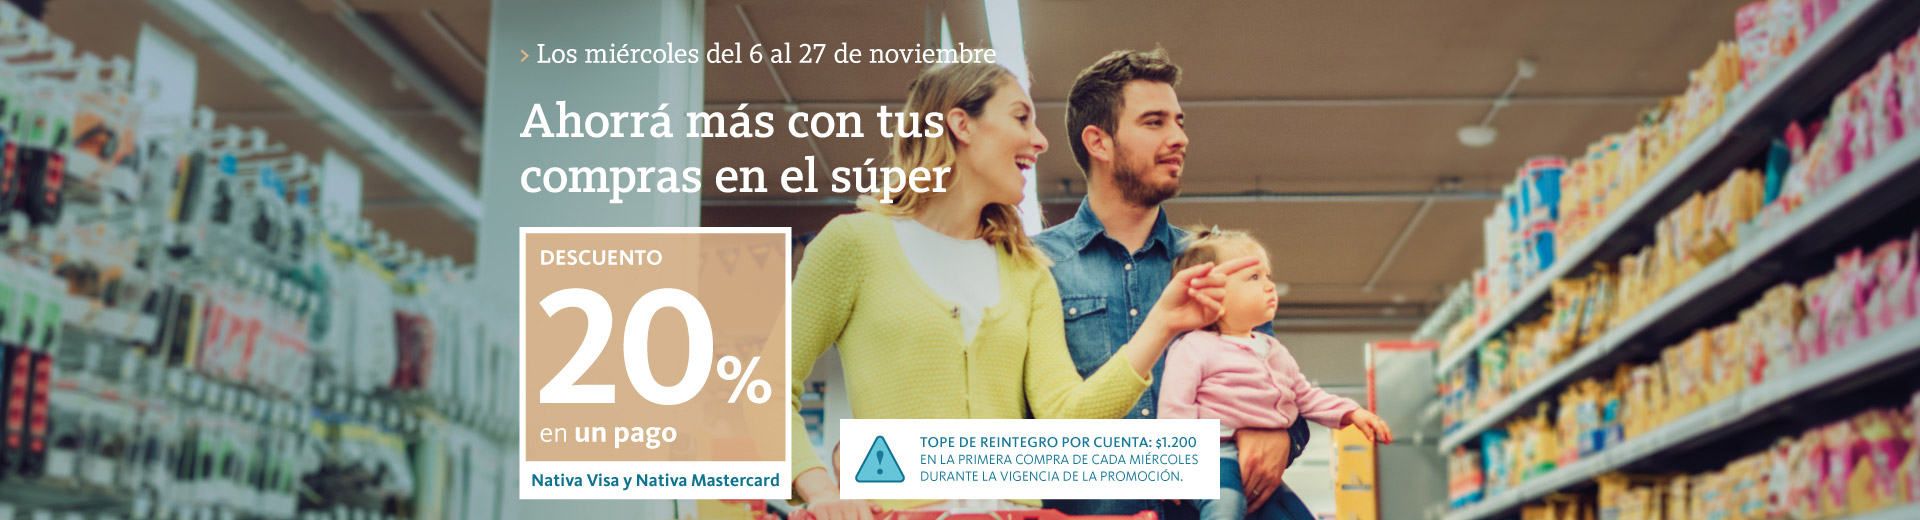 › Los miércoles del 6 al 27 de noviembre
Ahorrá más con tus
compras en el súper
DESCUENTO
20%
en un pago
Nativa Visa y Nativa Mastercard
TOPE DE REINTEGRO POR CUENTA: $1.200
EN LA PRIMERA COMPRA DE CADA MIÉRCOLES
DURANTE LA VIGENCIA DE LA PROMOCIÓN.